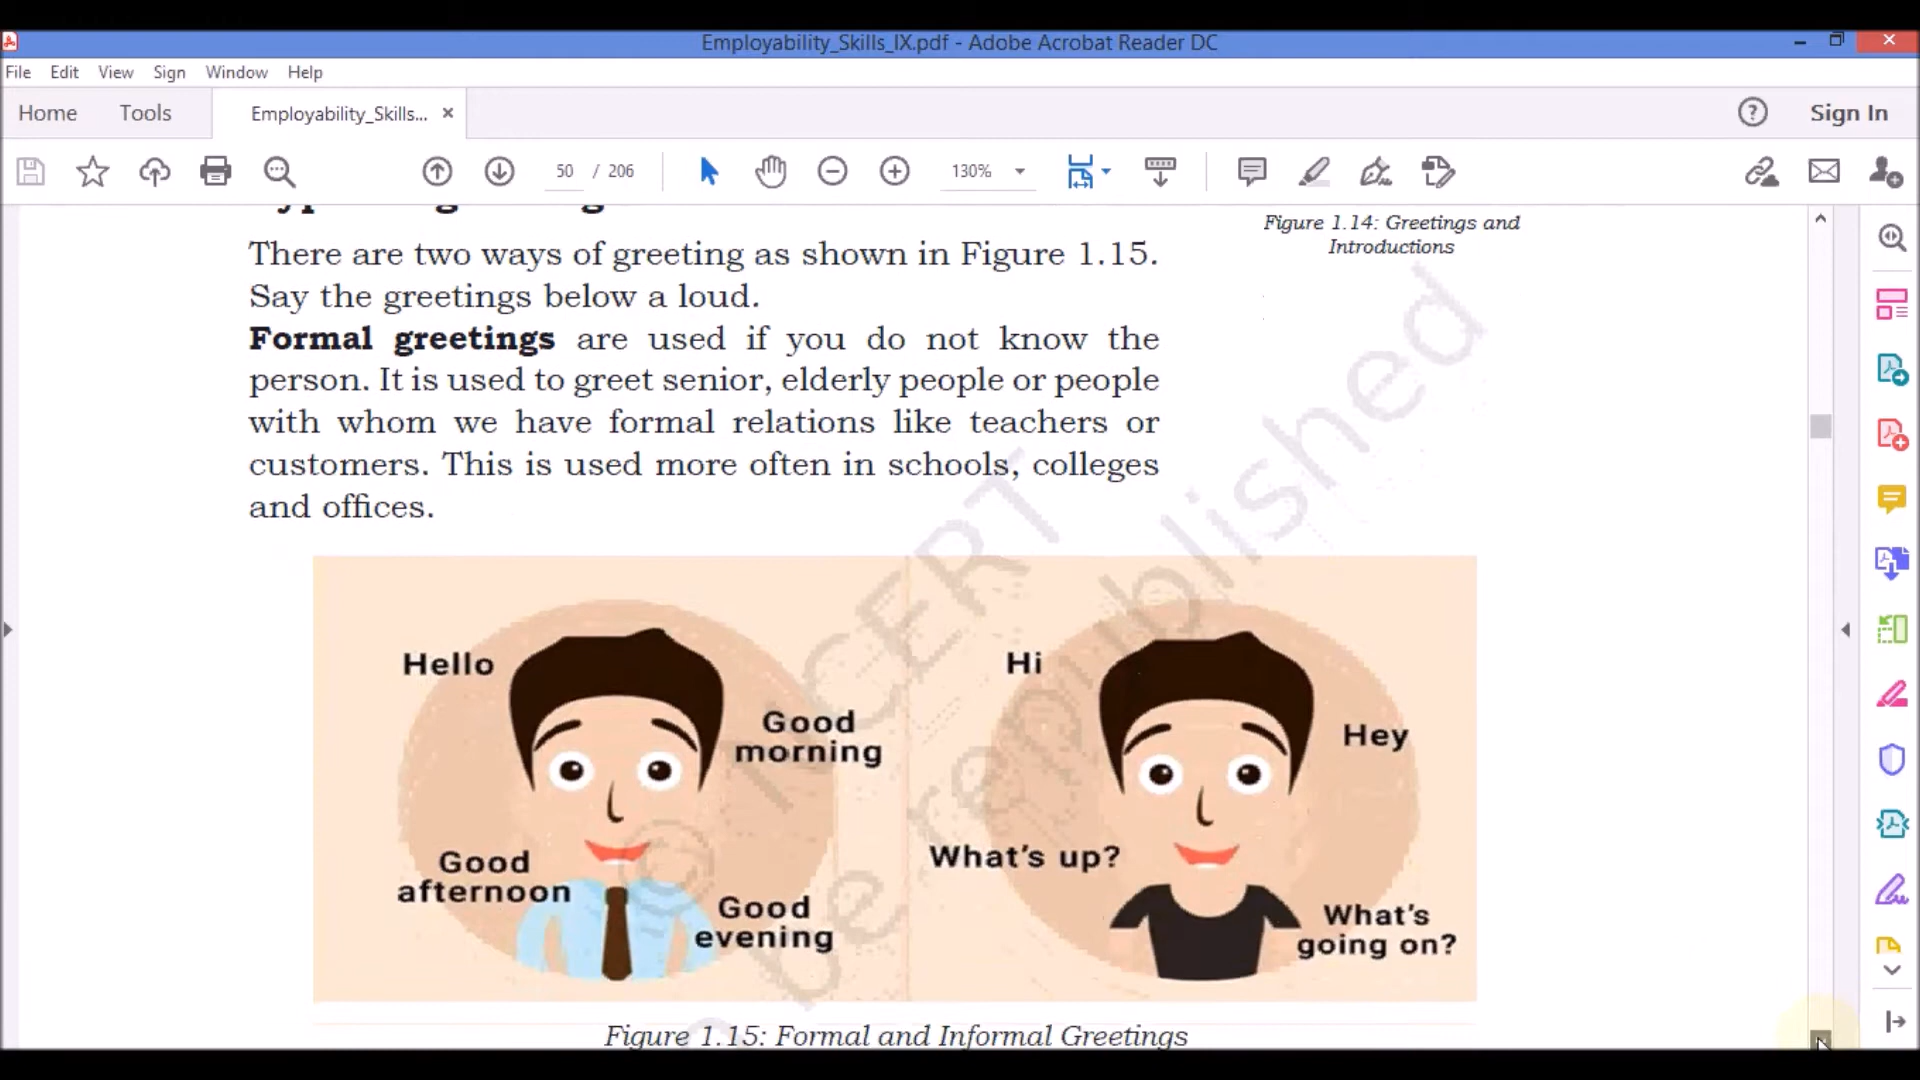 Employability_Skills_IX.pdf - Adobe Acrobat Reader DC
File Edit View Sign Window Help
Home Tools Employability_Skills... × Sign In
50 / 206 130%
Figure 1.14: Greetings and
Introductions
There are two ways of greeting as shown in Figure 1.15.
Say the greetings below a loud.
Formal greetings are used if you do not know the
person. It is used to greet senior, elderly people or people
with whom we have formal relations like teachers or
customers. This is used more often in schools, colleges
and offices.
Hello
Good
morning
Good
afternoon
Good
evening
Hi
Hey
What's up?
What's
going on?
Figure 1.15: Formal and Informal Greetings
© NCERT
be republished